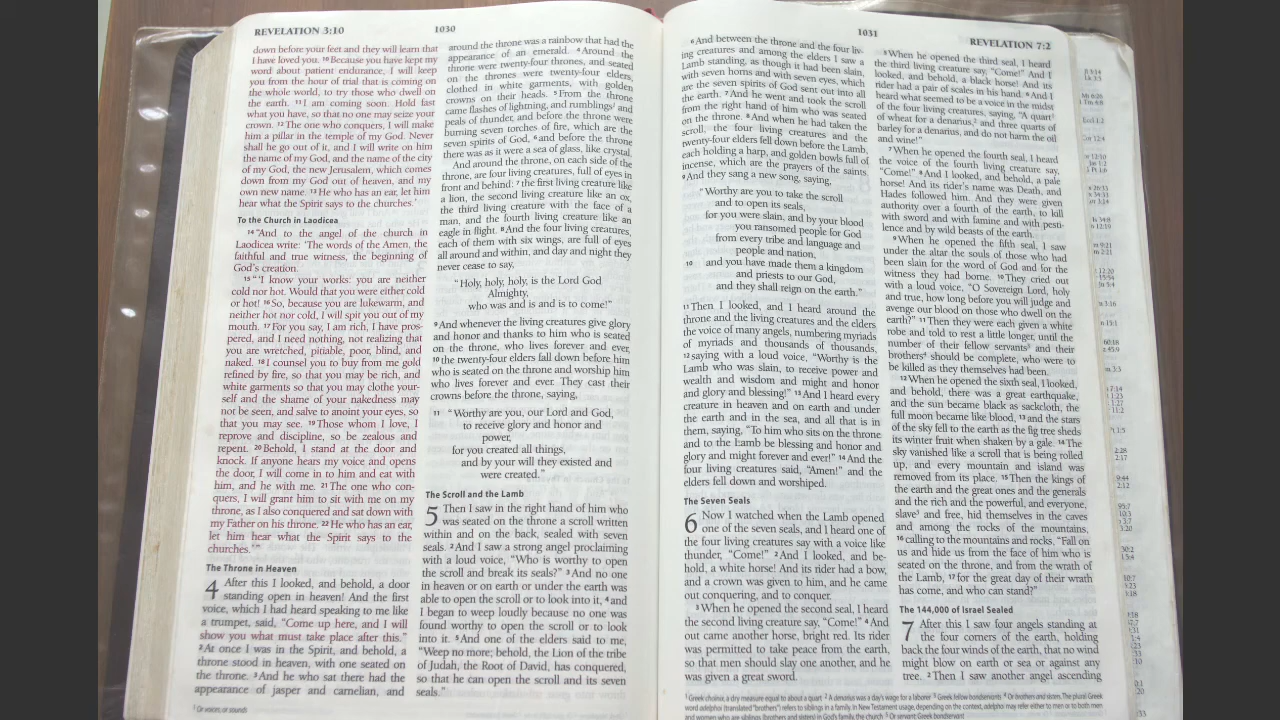 REVELATION 3:10
1030
down before your feet and they will learn that
I have loved you. 10 Because you have kept my
word about patient endurance, I will keep
you from the hour of trial that is coming on
the whole world, to try those who dwell on
the earth. 11 I am coming soon. Hold fast
what you have, so that no one may seize your
crown. 12 The one who conquers, I will make
him a pillar in the temple of my God. Never
shall he go out of it, and I will write on him
the name of my God, and the name of the city
of my God, the new Jerusalem, which comes
down from my God out of heaven, and my
own new name. 13 He who has an ear, let him
hear what the Spirit says to the churches.'
To the Church in Laodicea
14 "And to the angel of the church in
Laodicea write: 'The words of the Amen, the
faithful and true witness, the beginning of
God's creation.
15 "'I know your works: you are neither
cold nor hot. Would that you were either cold
or hot! 16 So, because you are lukewarm, and
neither hot nor cold, I will spit you out of my
mouth. 17 For you say, I am rich, I have pros-
pered, and I need nothing, not realizing that
you are wretched, pitiable, poor, blind, and
naked. 18 I counsel you to buy from me gold
refined by fire, so that you may be rich, and
white garments so that you may clothe your-
self and the shame of your nakedness may
not be seen, and salve to anoint your eyes, so
that you may see. 19 Those whom I love, I
reprove and discipline, so be zealous and
repent. 20 Behold, I stand at the door and
knock. If anyone hears my voice and opens
the door, I will come in to him and eat with
him, and he with me. 21 The one who con-
quers, I will grant him to sit with me on my
throne, as I also conquered and sat down with
my Father on his throne. 22 He who has an ear,
let him hear what the Spirit says to the
churches.'"
The Throne in Heaven
4 After this I looked, and behold, a door
standing open in heaven! And the first
voice, which I had heard speaking to me like
a trumpet, said, "Come up here, and I will
show you what must take place after this."
2 At once I was in the Spirit, and behold, a
throne stood in heaven, with one seated on
the throne. 3 And he who sat there had the
appearance of jasper and carnelian, and
1 Or voices, or sounds
around the throne was a rainbow that had the
appearance of an emerald. 4 Around the
throne were twenty-four thrones, and seated
on the thrones were twenty-four elders,
clothed in white garments, with golden
crowns on their heads. 5 From the throne
came flashes of lightning, and rumblings1 and
peals of thunder, and before the throne were
burning seven torches of fire, which are the
seven spirits of God, 6 and before the throne
there was as it were a sea of glass, like crystal.
And around the throne, on each side of the
throne, are four living creatures, full of eyes in
front and behind: 7 the first living creature like
a lion, the second living creature like an ox,
the third living creature with the face of a
man, and the fourth living creature like an
eagle in flight. 8 And the four living creatures,
each of them with six wings, are full of eyes
all around and within, and day and night they
never cease to say,
"Holy, holy, holy, is the Lord God
Almighty,
who was and is and is to come!"
9 And whenever the living creatures give glory
and honor and thanks to him who is seated
on the throne, who lives forever and ever,
10 the twenty-four elders fall down before him
who is seated on the throne and worship him
who lives forever and ever. They cast their
crowns before the throne, saying,
11 "Worthy are you, our Lord and God,
to receive glory and honor and
power,
for you created all things,
and by your will they existed and
were created."
The Scroll and the Lamb
5 Then I saw in the right hand of him who
was seated on the throne a scroll written
within and on the back, sealed with seven
seals. 2 And I saw a strong angel proclaiming
with a loud voice, "Who is worthy to open
the scroll and break its seals?" 3 And no one
in heaven or on earth or under the earth was
able to open the scroll or to look into it, 4 and
I began to weep loudly because no one was
found worthy to open the scroll or to look
into it. 5 And one of the elders said to me,
"Weep no more; behold, the Lion of the tribe
of Judah, the Root of David, has conquered,
so that he can open the scroll and its seven
seals."
1031
REVELATION 7:2
6 And between the throne and the four liv-
ing creatures and among the elders I saw a
Lamb standing, as though it had been slain,
with seven horns and with seven eyes, which
are the seven spirits of God sent out into all
the earth. 7 And he went and took the scroll
from the right hand of him who was seated
on the throne. 8 And when he had taken the
scroll, the four living creatures and the
twenty-four elders fell down before the Lamb,
each holding a harp, and golden bowls full of
incense, which are the prayers of the saints.
9 And they sang a new song, saying,
"Worthy are you to take the scroll
and to open its seals,
for you were slain, and by your blood
you ransomed people for God
from every tribe and language and
people and nation,
10 and you have made them a kingdom
and priests to our God,
and they shall reign on the earth."
11 Then I looked, and I heard around the
throne and the living creatures and the elders
the voice of many angels, numbering myriads
of myriads and thousands of thousands,
12 saying with a loud voice, "Worthy is the
Lamb who was slain, to receive power and
wealth and wisdom and might and honor
and glory and blessing!" 13 And I heard every
creature in heaven and on earth and under
the earth and in the sea, and all that is in
them, saying, "To him who sits on the throne
and to the Lamb be blessing and honor and
glory and might forever and ever!" 14 And the
four living creatures said, "Amen!" and the
elders fell down and worshiped.
The Seven Seals
6 Now I watched when the Lamb opened
one of the seven seals, and I heard one of
the four living creatures say with a voice like
thunder, "Come!" 2 And I looked, and be-
hold, a white horse! And its rider had a bow,
and a crown was given to him, and he came
out conquering, and to conquer.
3 When he opened the second seal, I heard
the second living creature say, "Come!" 4 And
out came another horse, bright red. Its rider
was permitted to take peace from the earth,
so that men should slay one another, and he
was given a great sword.
5 When he opened the third seal, I heard
the third living creature say, "Come!" And I
looked, and behold, a black horse! And its
rider had a pair of scales in his hand. 6 And I
heard what seemed to be a voice in the midst
of the four living creatures, saying, "A quart1
of wheat for a denarius,2 and three quarts of
barley for a denarius, and do not harm the oil
and wine!"
7 When he opened the fourth seal, I heard
the voice of the fourth living creature say,
"Come!" 8 And I looked, and behold, a pale
horse! And its rider's name was Death, and
Hades followed him. And they were given
authority over a fourth of the earth, to kill
with sword and with famine and with pesti-
lence and by wild beasts of the earth.
9 When he opened the fifth seal, I saw
under the altar the souls of those who had
been slain for the word of God and for the
witness they had borne. 10 They cried out
with a loud voice, "O Sovereign Lord, holy
and true, how long before you will judge and
avenge our blood on those who dwell on the
earth?" 11 Then they were each given a white
robe and told to rest a little longer, until the
number of their fellow servants3 and their
brothers4 should be complete, who were to
be killed as they themselves had been.
12 When he opened the sixth seal, I looked,
and behold, there was a great earthquake,
and the sun became black as sackcloth, the
full moon became like blood, 13 and the stars
of the sky fell to the earth as the fig tree sheds
its winter fruit when shaken by a gale. 14 The
sky vanished like a scroll that is being rolled
up, and every mountain and island was
removed from its place. 15 Then the kings of
the earth and the great ones and the generals
and the rich and the powerful, and everyone,
slave5 and free, hid themselves in the caves
and among the rocks of the mountains,
16 calling to the mountains and rocks, "Fall on
us and hide us from the face of him who is
seated on the throne, and from the wrath of
the Lamb, 17 for the great day of their wrath
has come, and who can stand?"
The 144,000 of Israel Sealed
7 After this I saw four angels standing at
the four corners of the earth, holding
back the four winds of the earth, that no wind
might blow on earth or sea or against any
tree. 2 Then I saw another angel ascending
1 Greek choinix, a dry measure equal to about a quart 2 A denarius was a day's wage for a laborer 3 Greek fellow bondservants 4 Or brothers and sisters. The plural Greek
word adelphoi (translated "brothers") refers to siblings in a family. In New Testament usage, depending on the context, adelphoi may refer either to men or to both men
and women who are siblings (brothers and sisters) in God's family, the church 5 Or servant; Greek bondservant